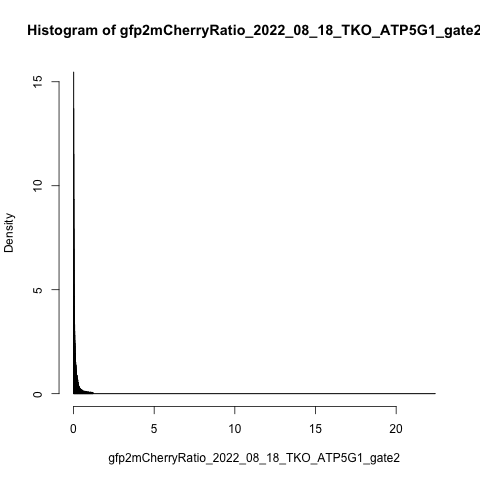 Histogram of gfp2mCherryRatio_2022_08_18_TKO_ATP5G1_gate2
15
10
5
0
Density
0 5 10 15 20
gfp2mCherryRatio_2022_08_18_TKO_ATP5G1_gate2